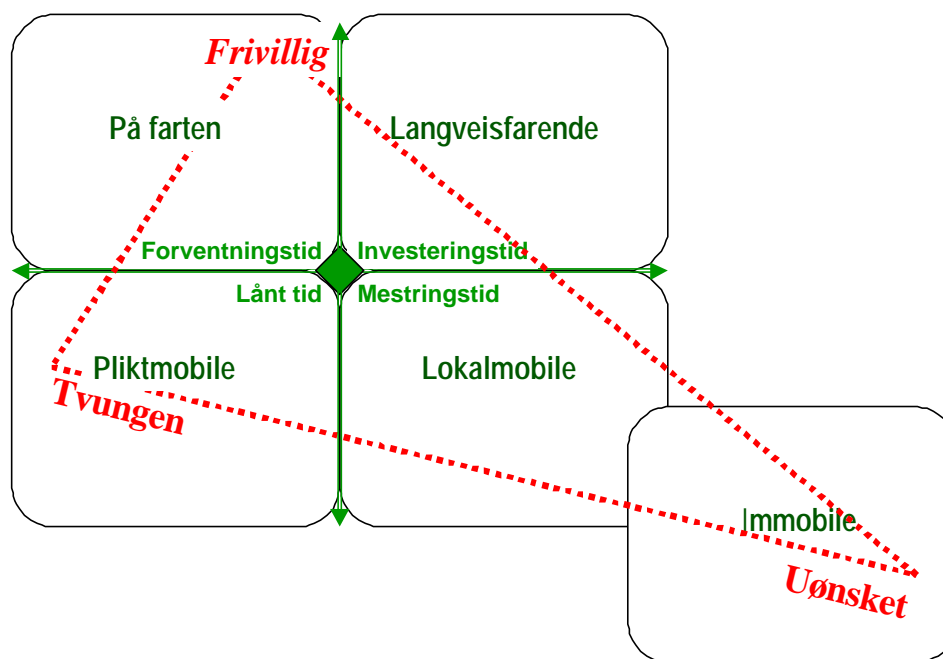 Frivillig
På farten
Langveisfarende
Forventningstid
Investeringstid
Lånt tid
Mestringstid
Pliktmobile
Lokalmobile
Tvungen
Immobile
Uønsket